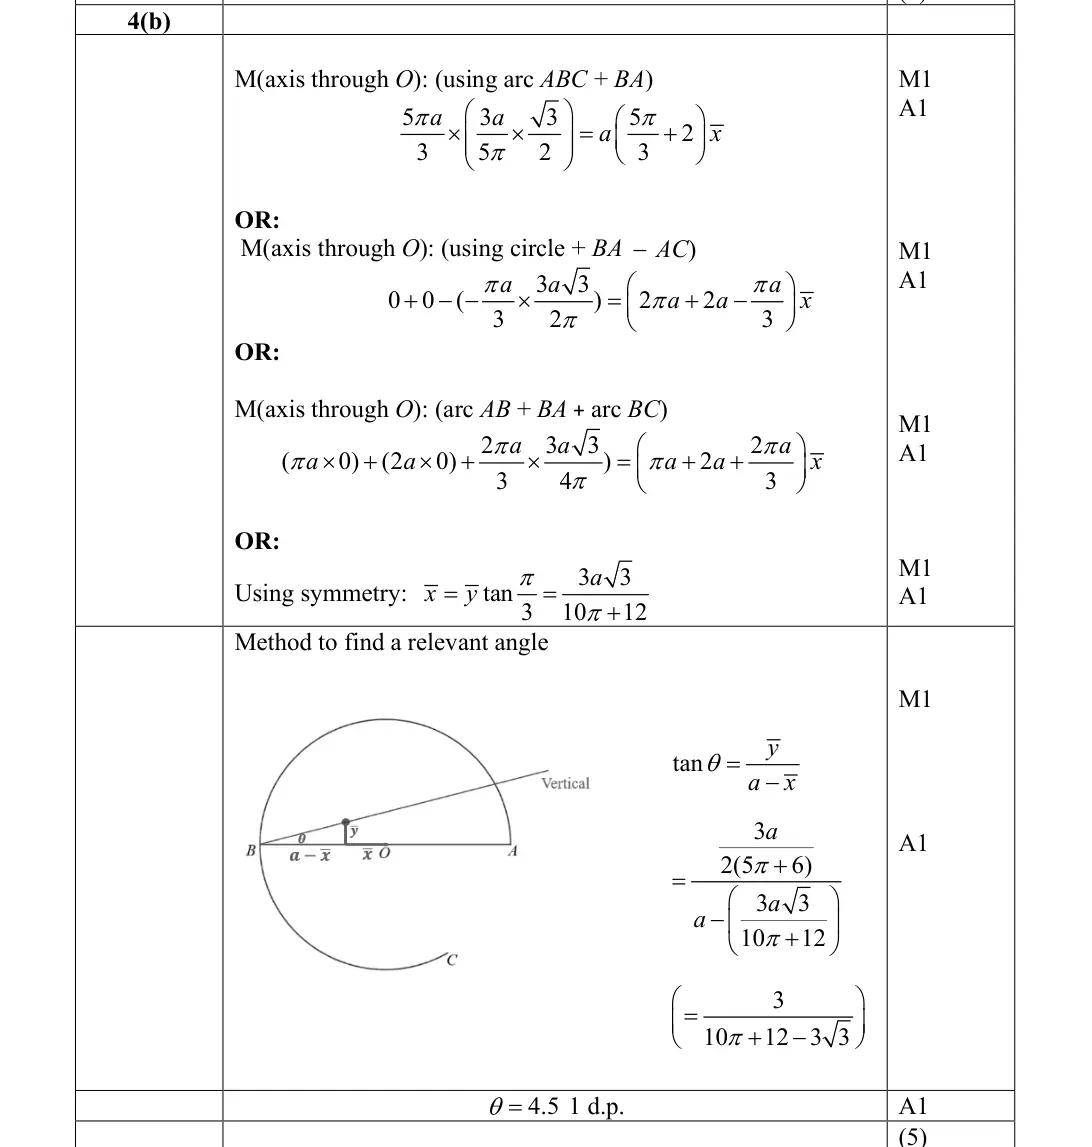 4(b)
M(axis through O): (using arc ABC + BA)
M1
5πa/3 × (3a/5π × √3/2) = a(5π/3 + 2)x̄
A1
OR:
M(axis through O): (using circle + BA − AC)
M1
0 + 0 − (− πa/3 × 3a√3/2π) = (2πa + 2a − πa/3)x̄
A1
OR:
M(axis through O): (arc AB + BA + arc BC)
M1
(πa × 0) + (2a × 0) + 2πa/3 × 3a√3/4π) = (πa + 2a + 2πa/3)x̄
A1
OR:
M1
Using symmetry: x̄ = ȳ tan π/3 = 3a√3/(10π + 12)
A1
Method to find a relevant angle
M1
tan θ = ȳ/(a − x̄)
Vertical
A1
= (3a/(2(5π + 6)))/(a − (3a√3/(10π + 12)))
θ ȳ
B a − x̄ x̄ O A
C
(= 3/(10π + 12 − 3√3))
θ = 4.5 1 d.p.
A1
(5)